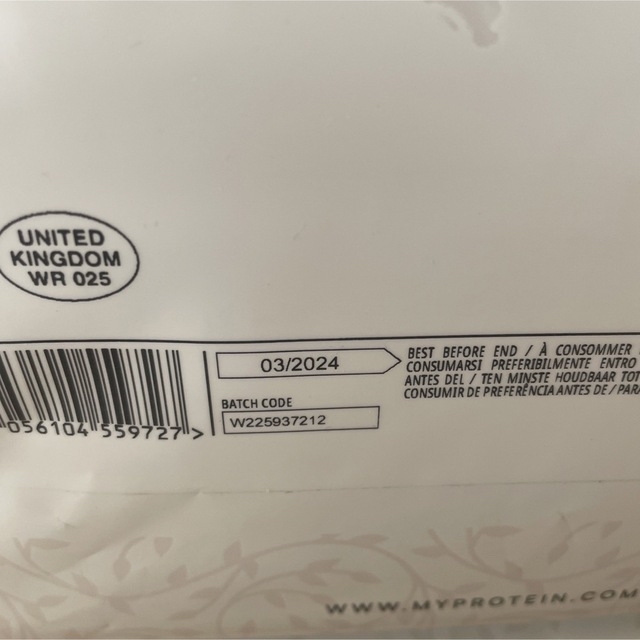 UNITED
KINGDOM
WR 025
03/2024
BEST BEFORE END / À CONSOMMER
CONSUMARSI PREFERIBILMENTE ENTRO
ANTES DEL / TEN MINSTE HOUDBAAR TOT
CONSUMIR DE PREFERÊNCIA ANTES DE / PARA
BATCH CODE
W225937212
056104 559727 >
WWW.MYPROTEIN.COM